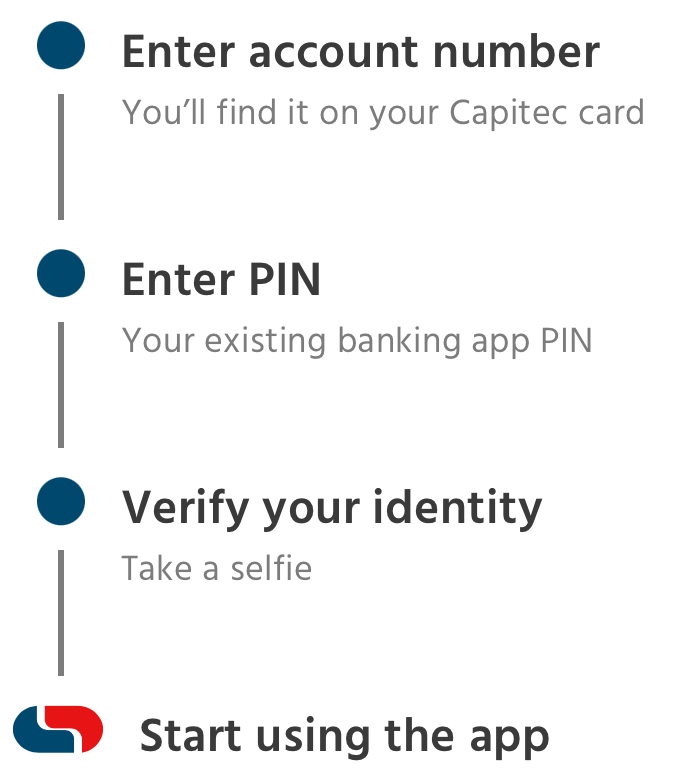 Enter account number
You’ll find it on your Capitec card
Enter PIN
Your existing banking app PIN
Verify your identity
Take a selfie
Start using the app